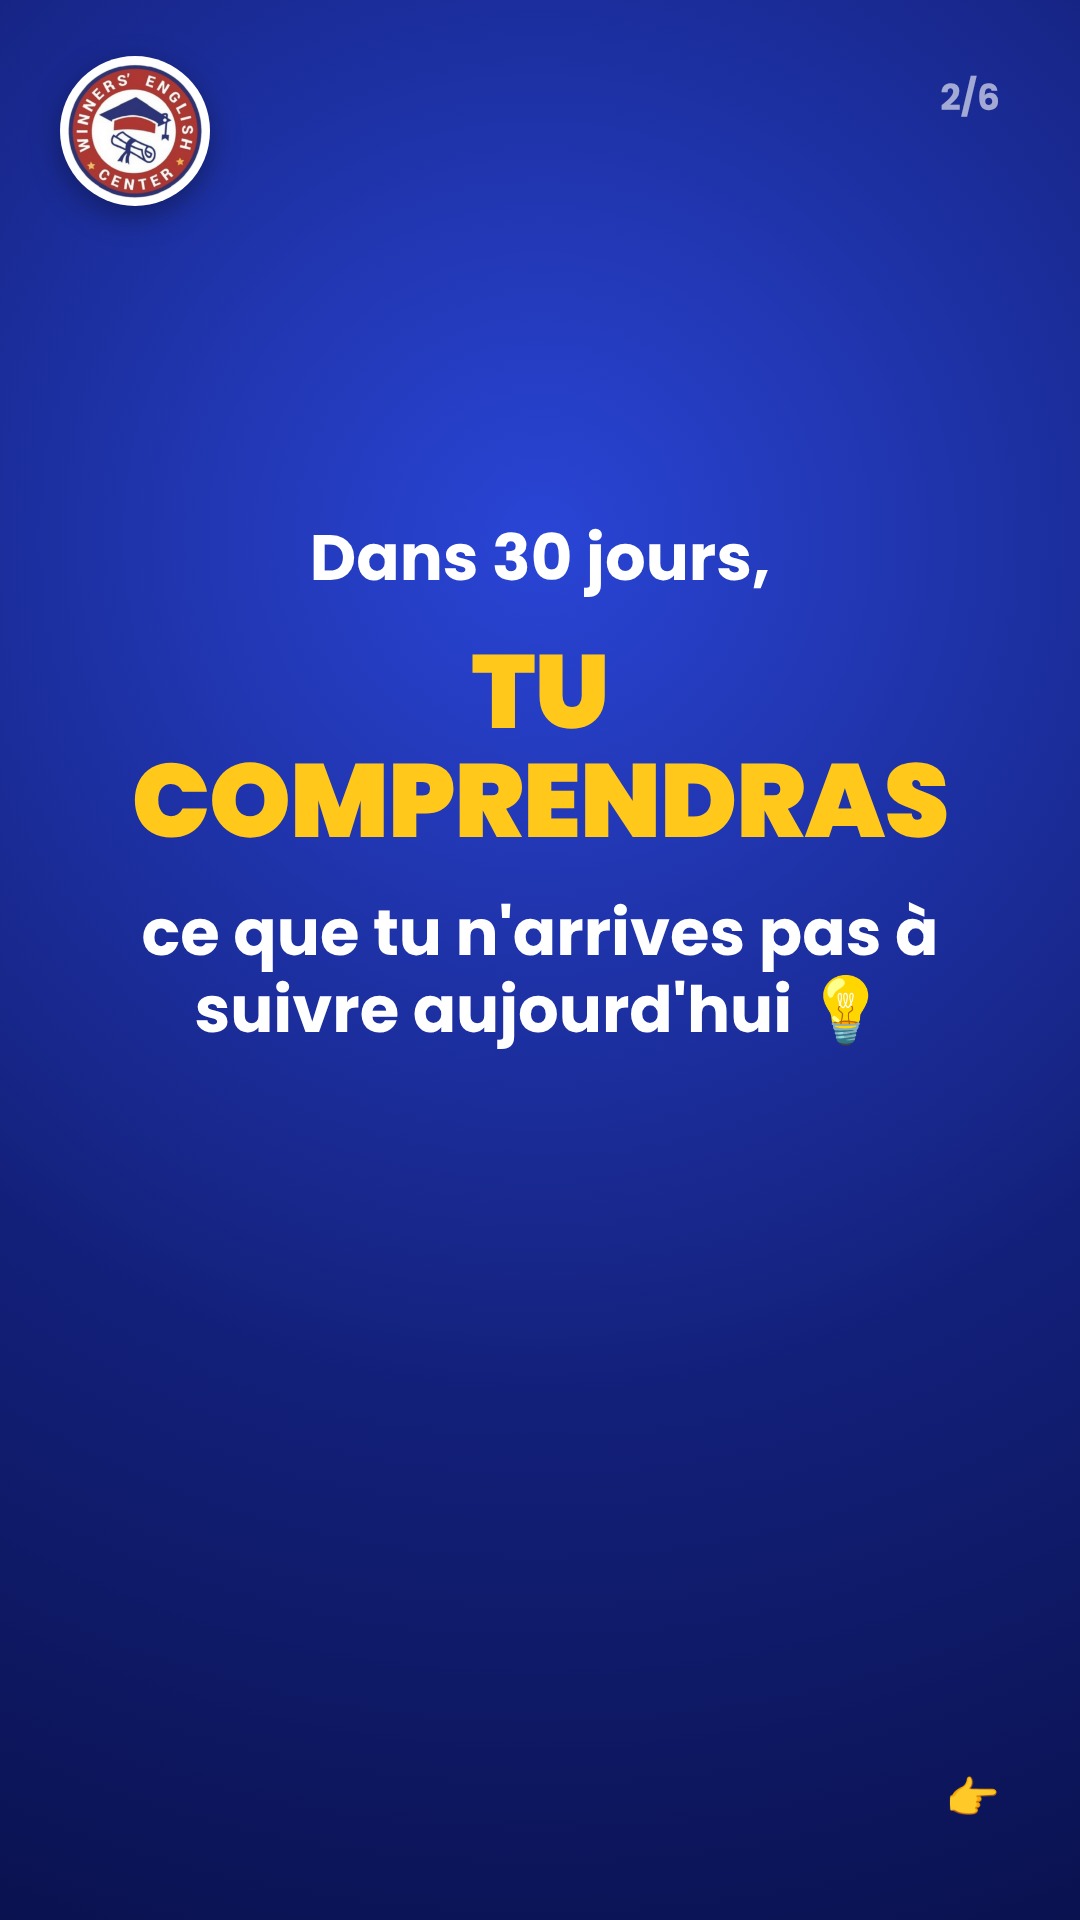 WINNERS' ENGLISH
CENTER
2/6
Dans 30 jours,
TU
COMPRENDRAS
ce que tu n'arrives pas à
suivre aujourd'hui 💡
👉